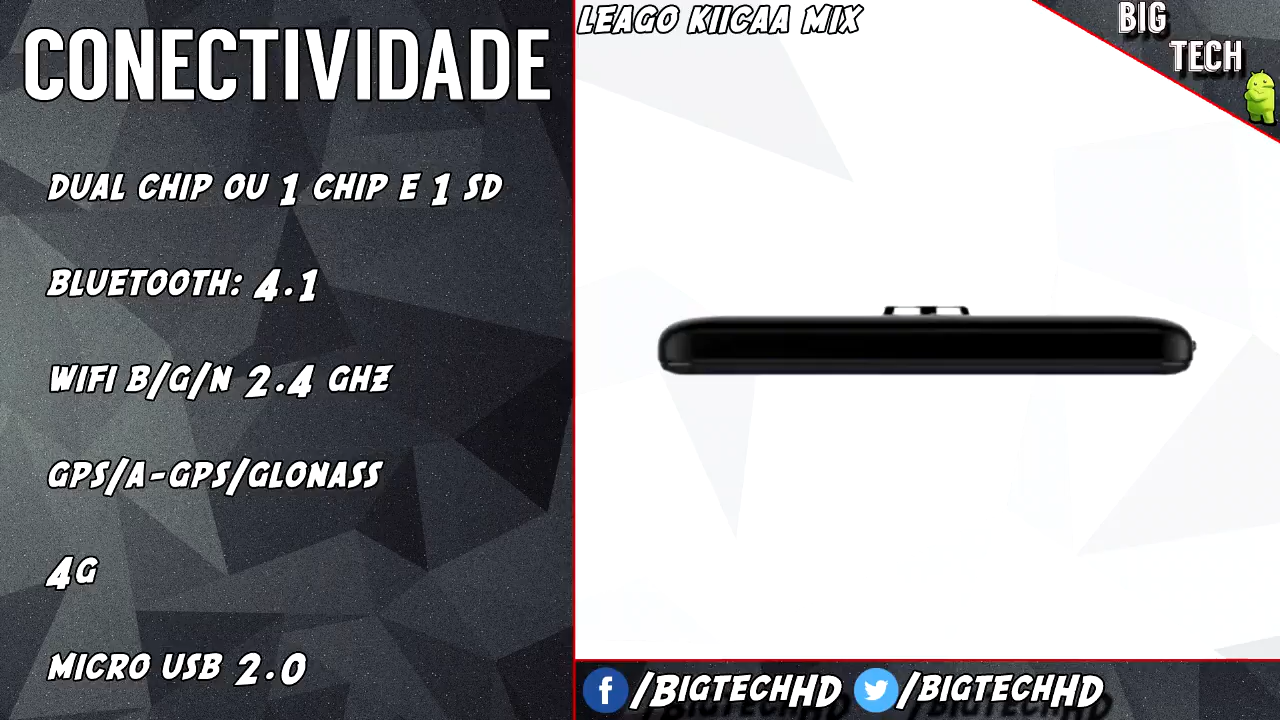 CONECTIVIDADE
DUAL CHIP OU 1 CHIP E 1 SD
BLUETOOTH: 4.1
WIFI B/G/N 2.4 GHZ
GPS/A-GPS/GLONASS
4G
MICRO USB 2.0
LEAGO KIICAA MIX
BIG
TECH
/BIGTECHHD /BIGTECHHD